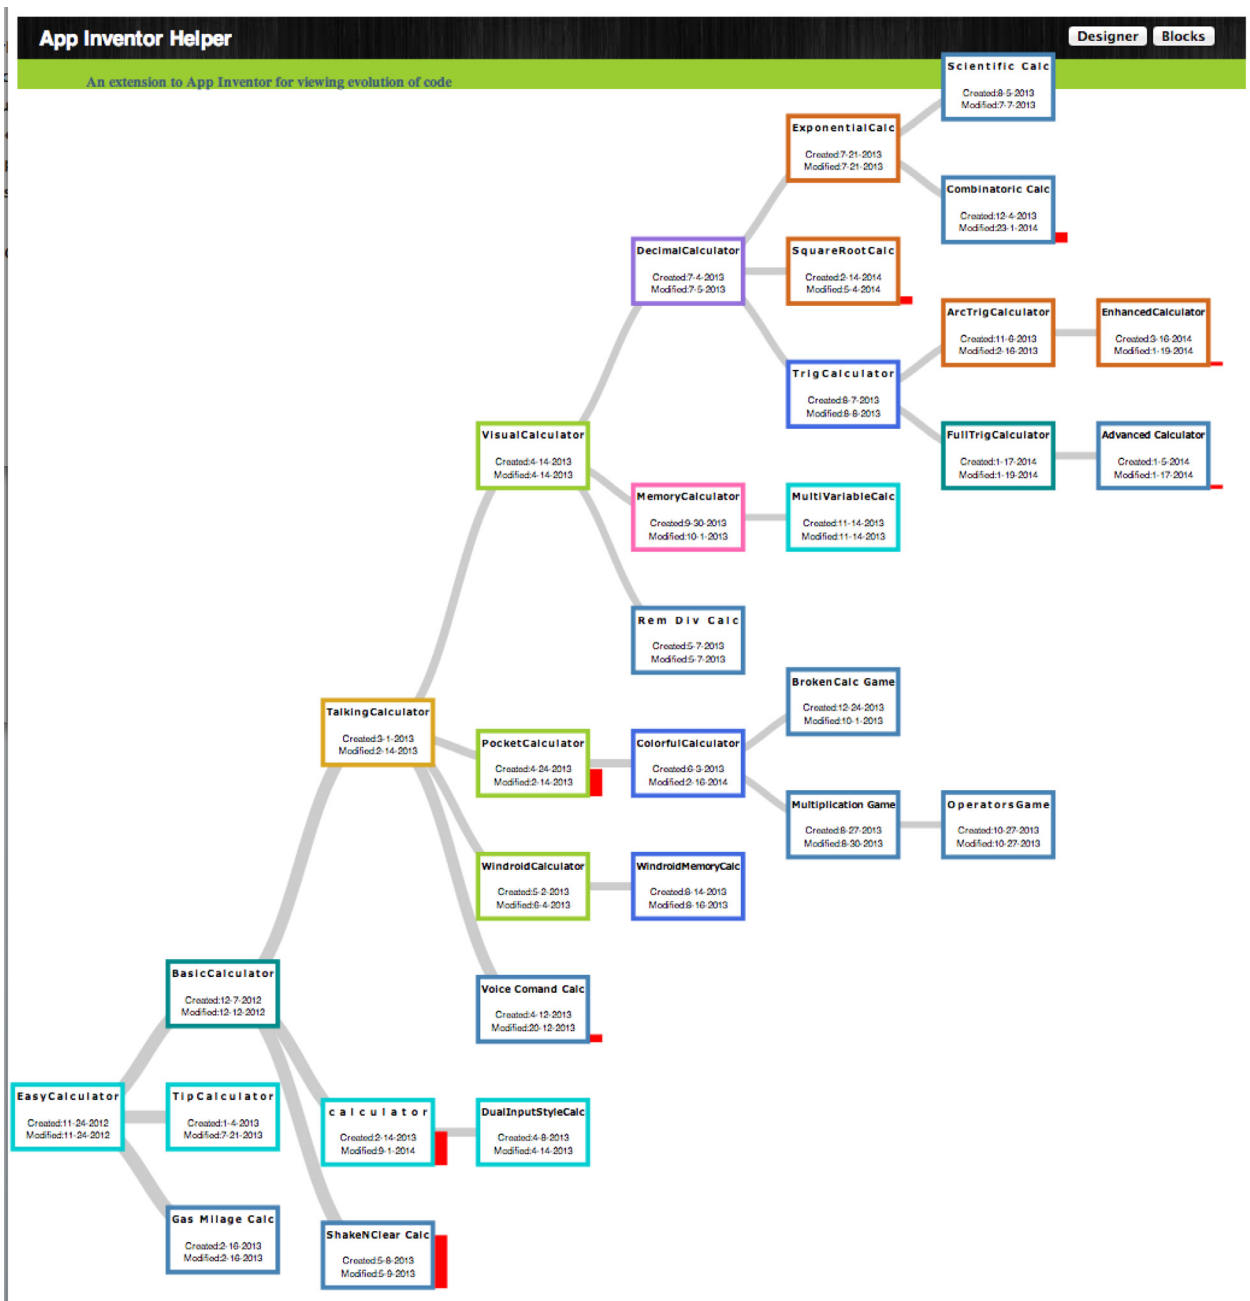 App Inventor Helper
Designer
Blocks
An extension to App Inventor for viewing evolution of code
Scientific Calc
Created:8-5-2013
Modified:7-7-2013
ExponentialCalc
Created:7-21-2013
Modified:7-21-2013
Combinatoric Calc
Created:12-4-2013
Modified:23-1-2014
DecimalCalculator
Created:7-4-2013
Modified:7-5-2013
SquareRootCalc
Created:2-14-2014
Modified:5-4-2014
ArcTrigCalculator
Created:11-6-2013
Modified:2-16-2013
EnhancedCalculator
Created:3-16-2014
Modified:1-19-2014
TrigCalculator
Created:8-7-2013
Modified:8-8-2013
VisualCalculator
Created:4-14-2013
Modified:4-14-2013
FullTrigCalculator
Created:1-17-2014
Modified:1-19-2014
Advanced Calculator
Created:1-5-2014
Modified:1-17-2014
MemoryCalculator
Created:9-30-2013
Modified:10-1-2013
MultiVariableCalc
Created:11-14-2013
Modified:11-14-2013
Rem Div Calc
Created:5-7-2013
Modified:5-7-2013
BrokenCalc Game
Created:12-24-2013
Modified:10-1-2013
TalkingCalculator
Created:3-1-2013
Modified:2-14-2013
PocketCalculator
Created:4-24-2013
Modified:2-14-2013
ColorfulCalculator
Created:6-3-2013
Modified:2-16-2014
Multiplication Game
Created:8-27-2013
Modified:8-30-2013
OperatorsGame
Created:10-27-2013
Modified:10-27-2013
WindroidCalculator
Created:5-2-2013
Modified:6-4-2013
WindroidMemoryCalc
Created:8-14-2013
Modified:8-16-2013
BasicCalculator
Created:12-7-2012
Modified:12-12-2012
Voice Comand Calc
Created:4-12-2013
Modified:20-12-2013
EasyCalculator
Created:11-24-2012
Modified:11-24-2012
TipCalculator
Created:1-4-2013
Modified:7-21-2013
calculator
Created:2-14-2013
Modified:9-1-2014
DualInputStyleCalc
Created:4-8-2013
Modified:4-14-2013
Gas Milage Calc
Created:2-16-2013
Modified:2-16-2013
ShakeNClear Calc
Created:5-8-2013
Modified:5-9-2013